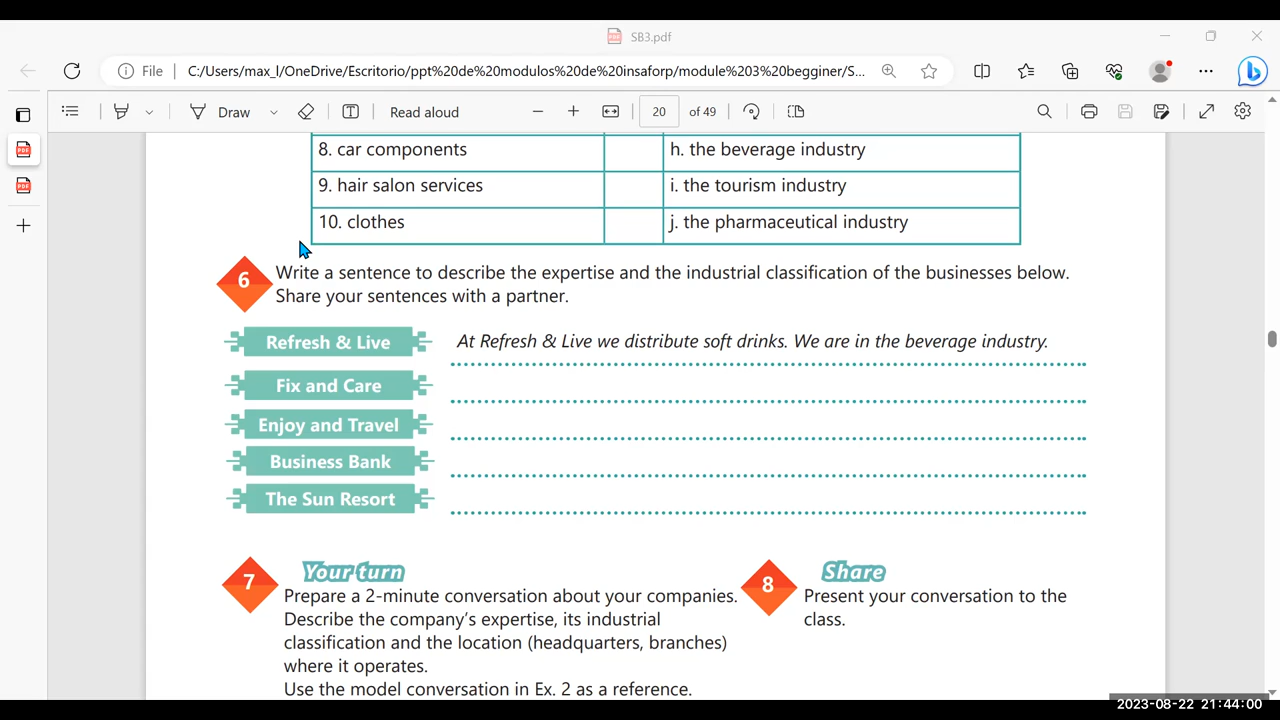 SB3.pdf
File
C:/Users/max_l/OneDrive/Escritorio/ppt%20de%20modulos%20de%20insaforp/module%203%20begginer/S...
Draw
Read aloud
20 of 49
8. car components h. the beverage industry
9. hair salon services i. the tourism industry
10. clothes j. the pharmaceutical industry
6 Write a sentence to describe the expertise and the industrial classification of the businesses below.
Share your sentences with a partner.
Refresh & Live At Refresh & Live we distribute soft drinks. We are in the beverage industry.
Fix and Care
Enjoy and Travel
Business Bank
The Sun Resort
7 Your turn
Prepare a 2-minute conversation about your companies.
Describe the company's expertise, its industrial
classification and the location (headquarters, branches)
where it operates.
Use the model conversation in Ex. 2 as a reference.
8 Share
Present your conversation to the
class.
2023-08-22 21:44:00